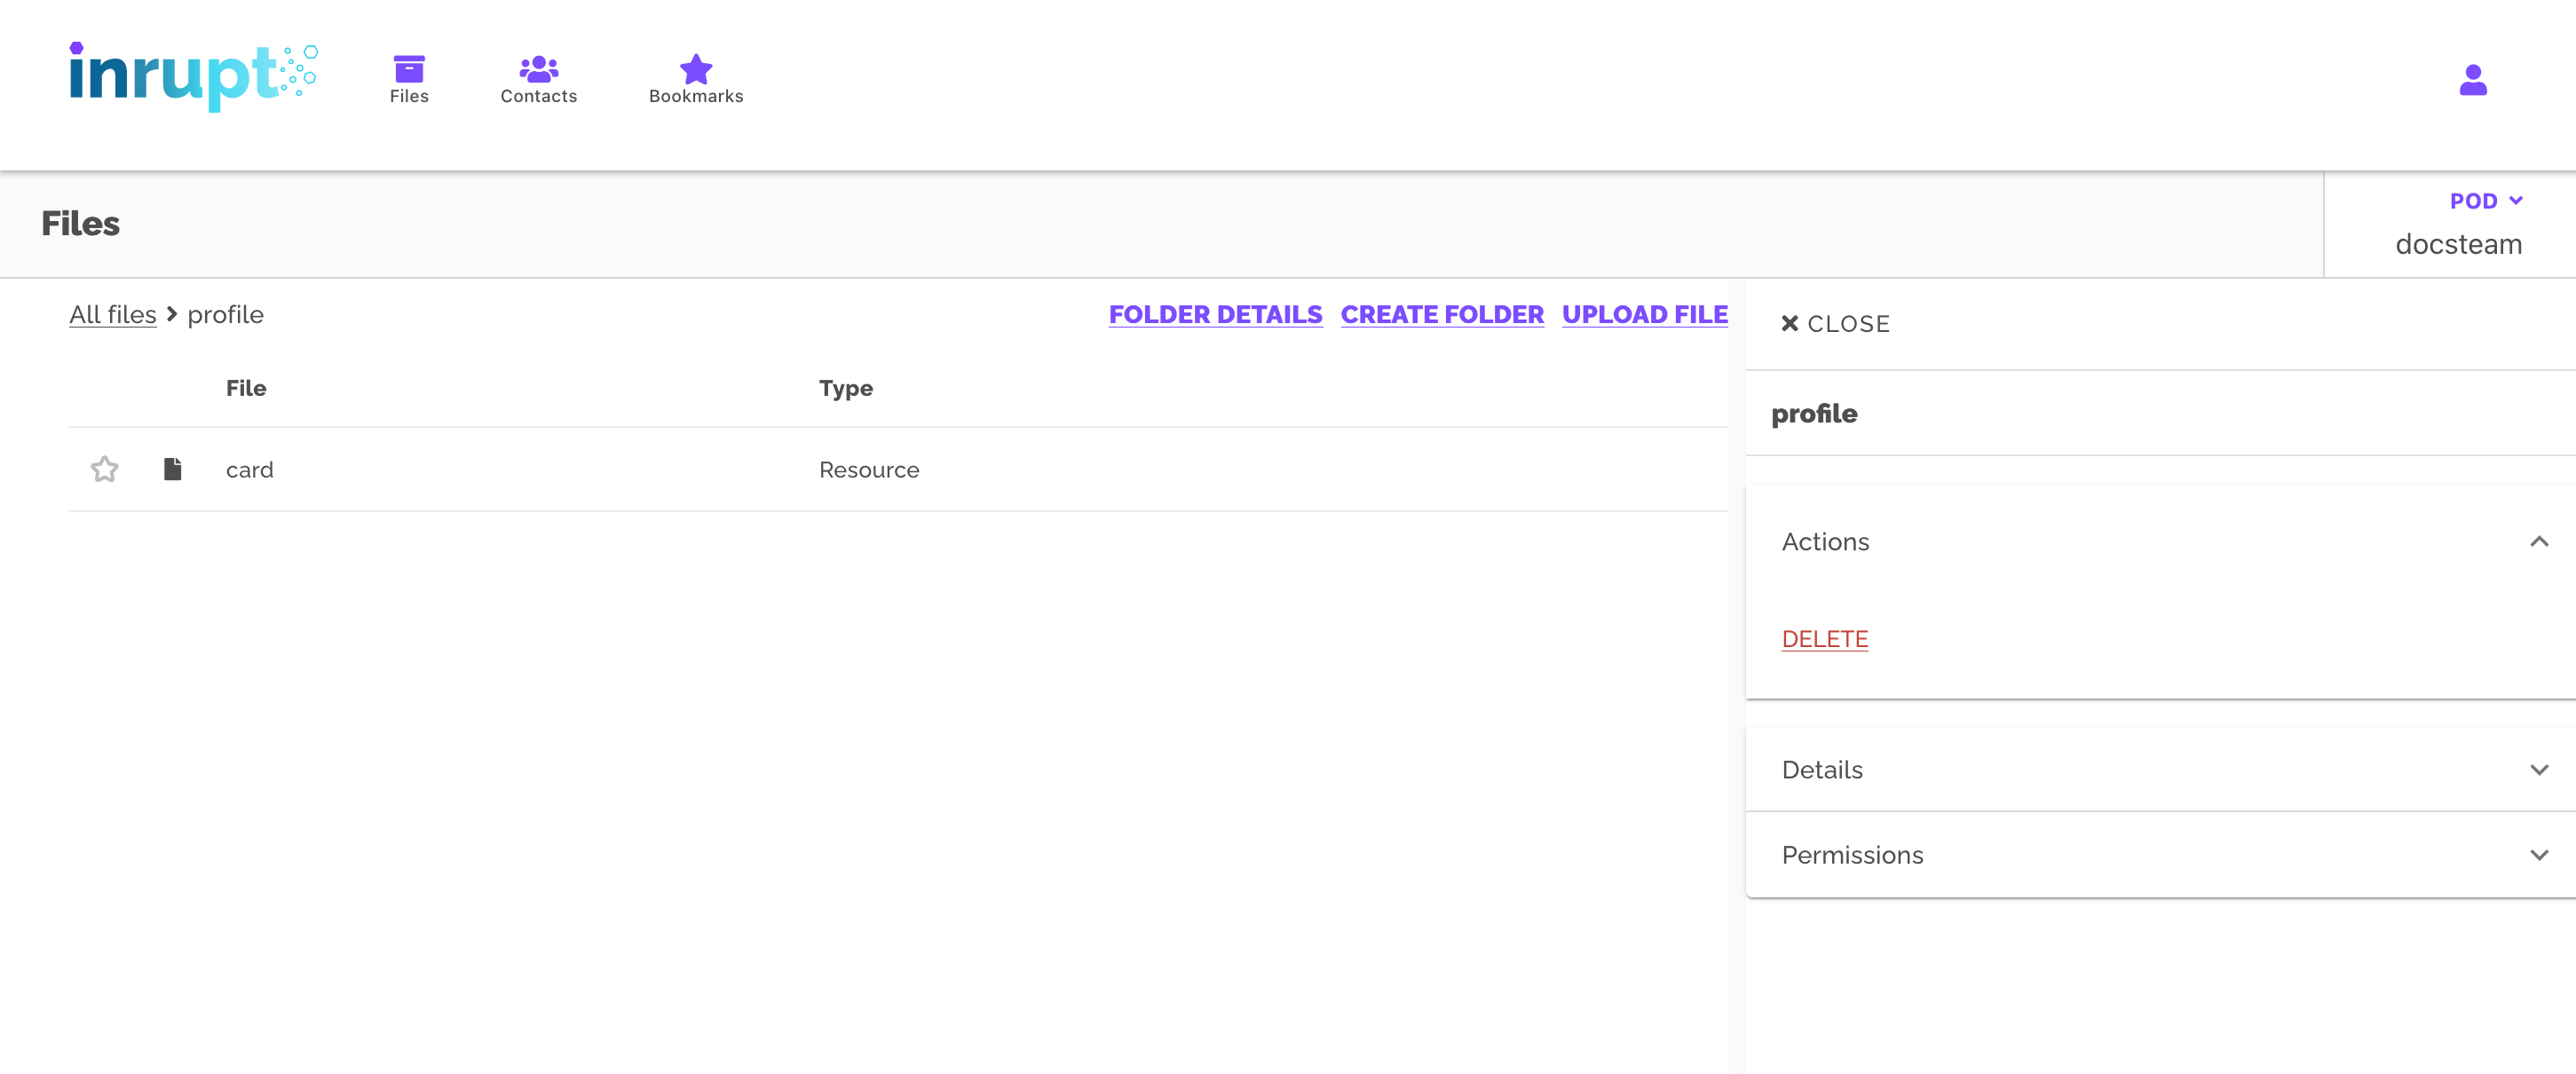 inrupt
Files Contacts Bookmarks
Files
POD
docsteam
All files profile
FOLDER DETAILS CREATE FOLDER UPLOAD FILE
File Type
card Resource
CLOSE
profile
Actions
DELETE
Details
Permissions